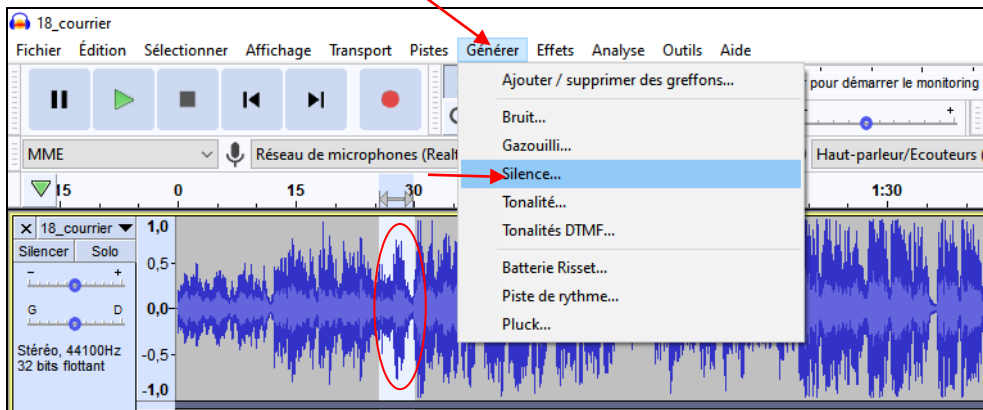 18_courrier
Fichier Édition Sélectionner Affichage Transport Pistes Générer Effets Analyse Outils Aide
Ajouter / supprimer des greffons...
pour démarrer le monitoring
Bruit...
Gazouilli...
MME
Réseau de microphones (Realt
Haut-parleur/Ecouteurs (
Silence...
15 0 15 30 1:30
Tonalité...
Tonalités DTMF...
Batterie Risset...
Piste de rythme...
Pluck...
X 18_courrier
Silencer Solo
- +
G D
Stéréo, 44100Hz
32 bits flottant
1,0
0,5-
0,0-
-0,5-
-1,0